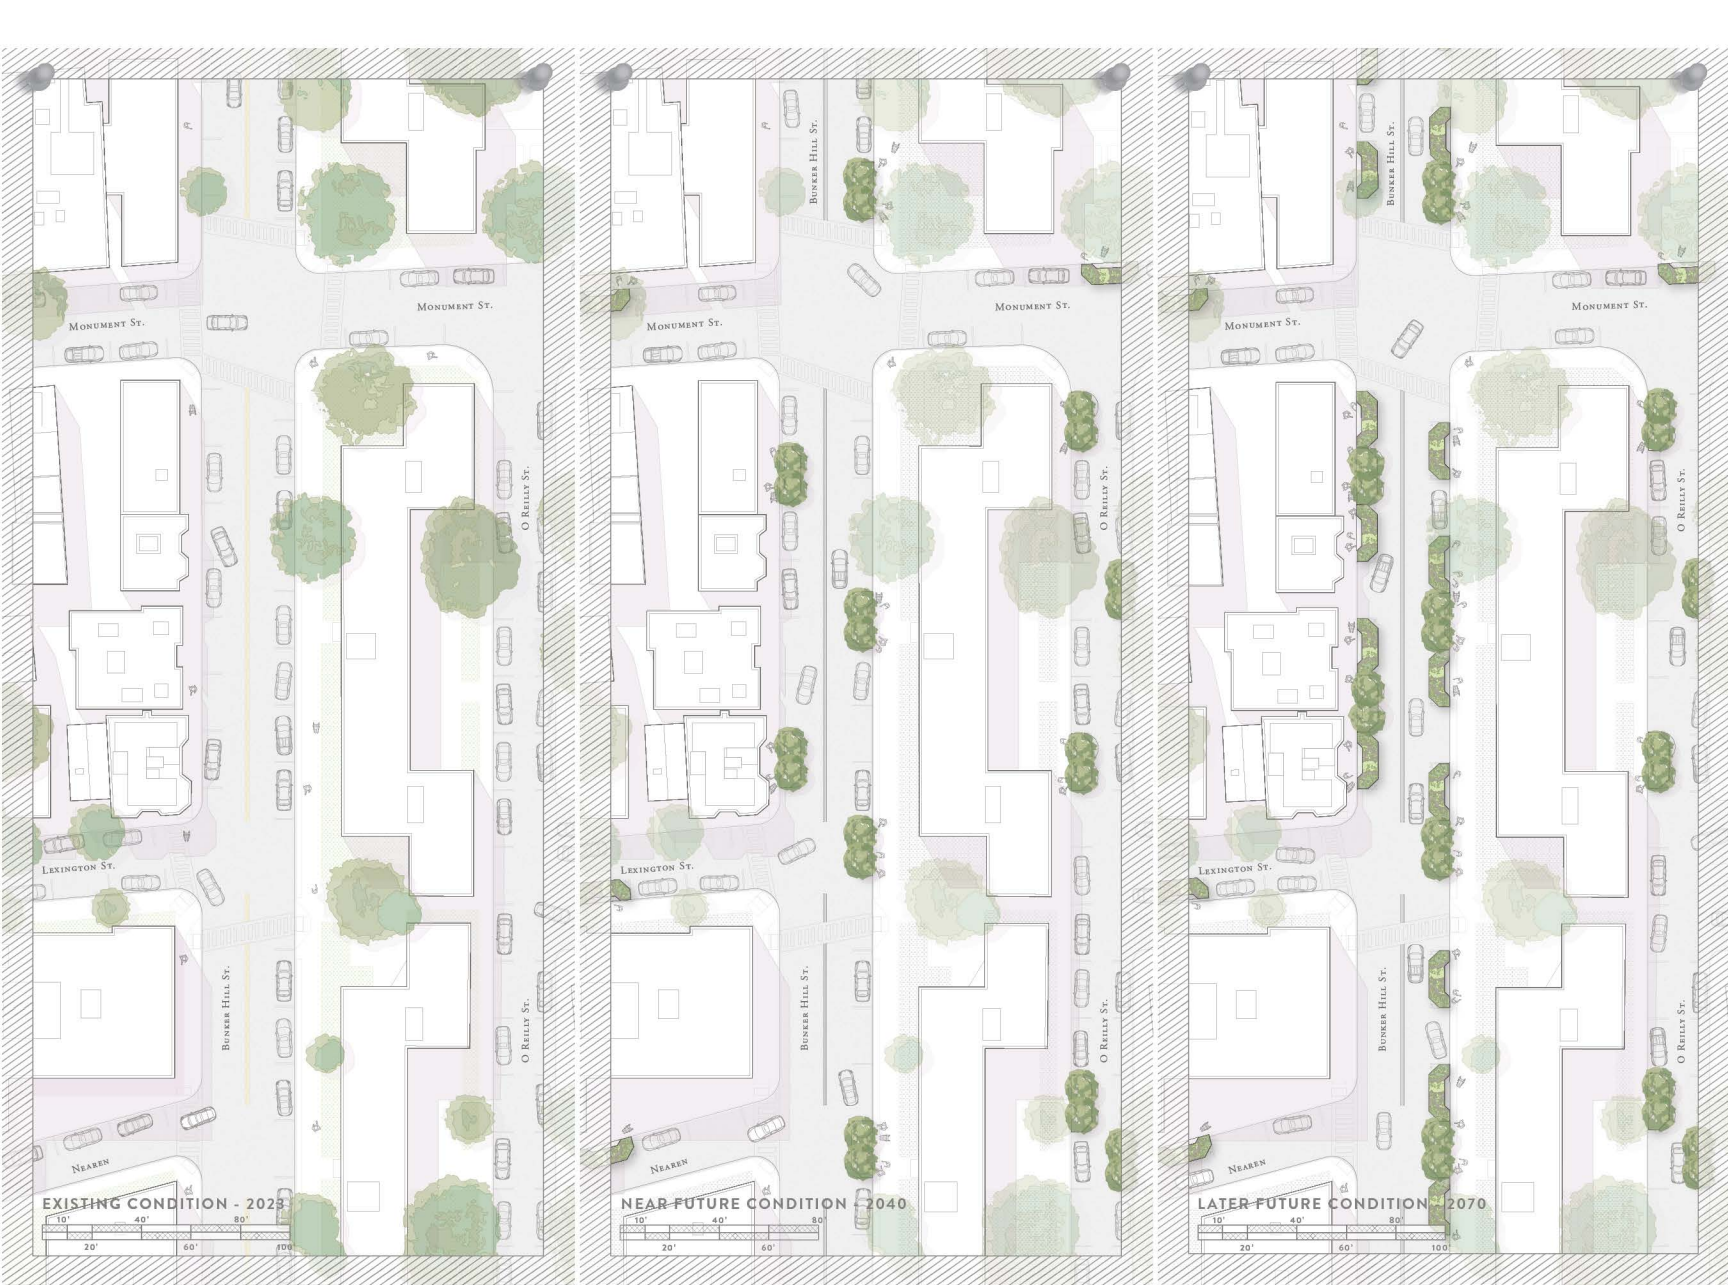 MONUMENT ST.
MONUMENT ST.
O REILLY ST.
LEXINGTON ST.
BUNKER HILL ST.
O REILLY ST.
NEAREN
EXISTING CONDITION - 2023
10' 40' 80'
20' 60' 100'
BUNKER HILL ST.
MONUMENT ST.
MONUMENT ST.
O REILLY ST.
LEXINGTON ST.
BUNKER HILL ST.
O REILLY ST.
NEAREN
NEAR FUTURE CONDITION - 2040
10' 40' 80'
20' 60'
BUNKER HILL ST.
MONUMENT ST.
MONUMENT ST.
O REILLY ST.
LEXINGTON ST.
BUNKER HILL ST.
O REILLY ST.
NEAREN
LATER FUTURE CONDITION - 2070
10' 40' 80'
20' 60' 100'